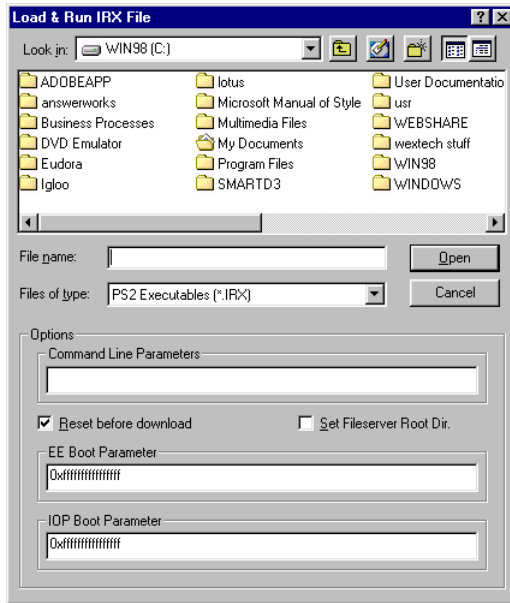 Load & Run IRX File
Look in: WIN98 (C:)
ADOBEAPP lotus User Documentatio
answerworks Microsoft Manual of Style usr
Business Processes Multimedia Files WEBSHARE
DVD Emulator My Documents wextech stuff
Eudora Program Files WIN98
Igloo SMARTD3 WINDOWS
File name: Open
Files of type: PS2 Executables (*.IRX) Cancel
Options
Command Line Parameters
Reset before download Set Fileserver Root Dir.
EE Boot Parameter
0xffffffffffffffff
IOP Boot Parameter
0xffffffffffffffff